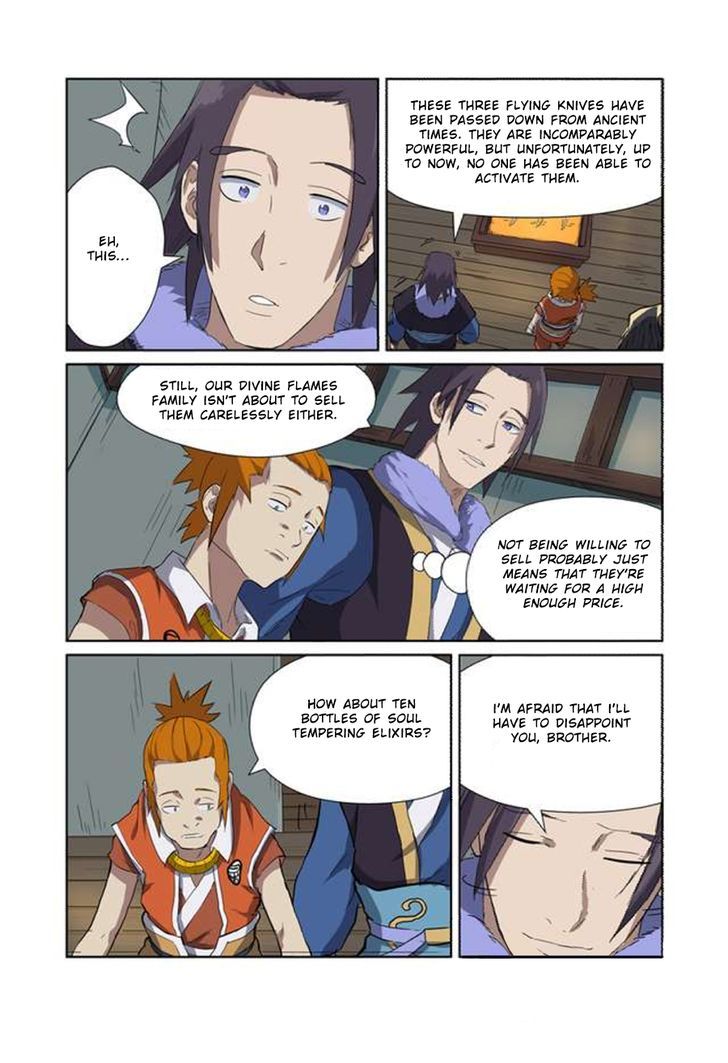 EH,
THIS...
THESE THREE FLYING KNIVES HAVE
BEEN PASSED DOWN FROM ANCIENT
TIMES. THEY ARE INCOMPARABLY
POWERFUL, BUT UNFORTUNATELY, UP
TO NOW, NO ONE HAS BEEN ABLE TO
ACTIVATE THEM.
STILL, OUR DIVINE FLAMES
FAMILY ISN'T ABOUT TO SELL
THEM CARELESSLY EITHER.
NOT BEING WILLING TO
SELL PROBABLY JUST
MEANS THAT THEY'RE
WAITING FOR A HIGH
ENOUGH PRICE.
HOW ABOUT TEN
BOTTLES OF SOUL
TEMPERING ELIXIRS?
I'M AFRAID THAT I'LL
HAVE TO DISAPPOINT
YOU, BROTHER.